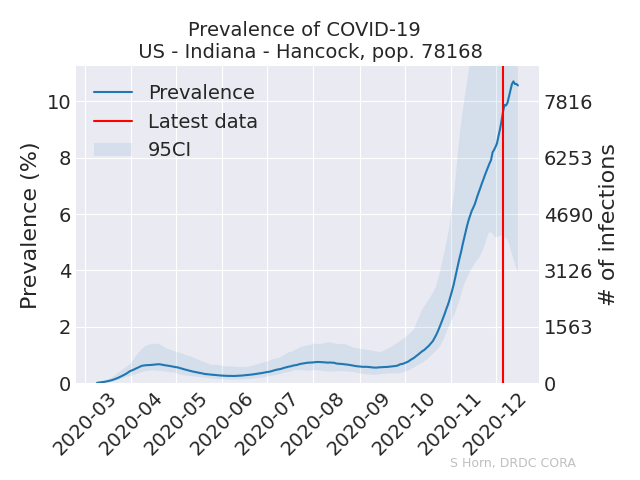 Prevalence of COVID-19
US - Indiana - Hancock, pop. 78168
Prevalence
Latest data
95CI
Prevalence (%)
10
8
6
4
2
0
7816
6253
4690
3126
1563
0
# of infections
2020-03
2020-04
2020-05
2020-06
2020-07
2020-08
2020-09
2020-10
2020-11
2020-12
S Horn, DRDC CORA